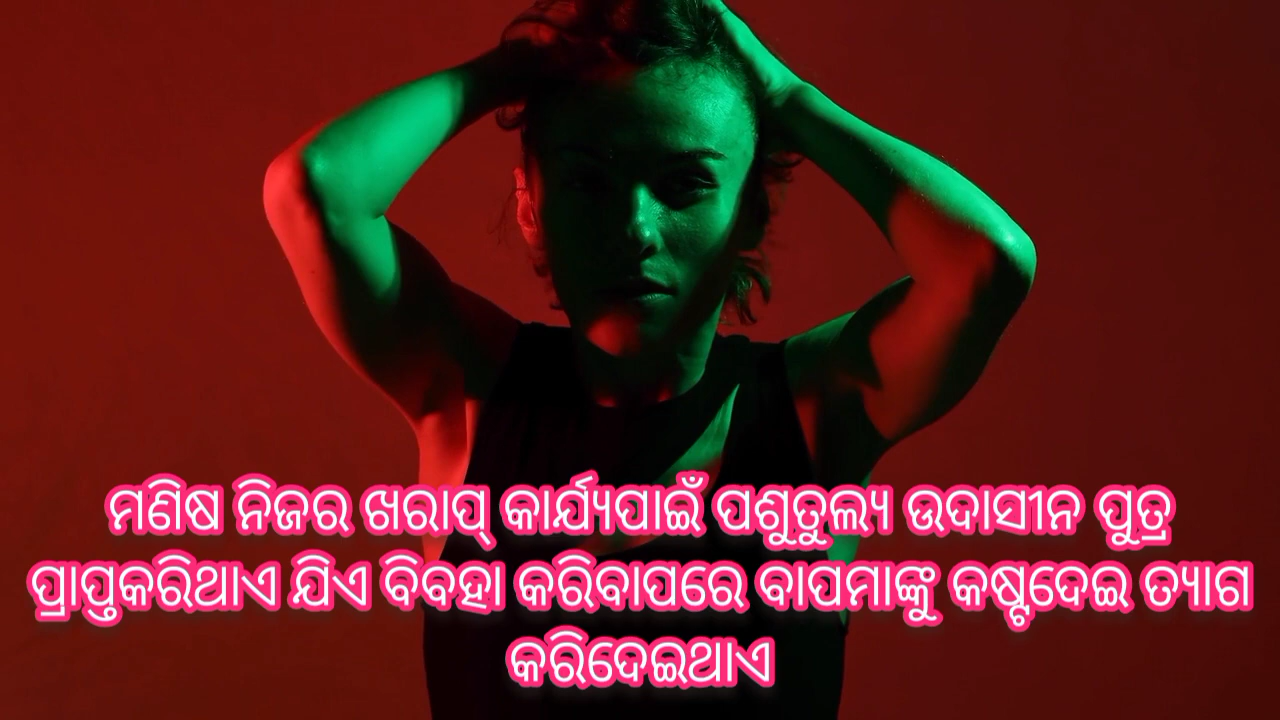 ମଣିଷ ନିଜର ଖରାପ୍ କାର୍ଯ୍ୟପାଇଁ ପଶୁତୁଲ୍ୟ ଉଦାସୀନ ପୁତ୍ର
ପ୍ରାପ୍ତକରିଥାଏ ଯିଏ ବିବହା କରିବାପରେ ବାପମାଙ୍କୁ କଷ୍ଟଦେଇ ତ୍ୟାଗ
କରିଦେଇଥାଏ